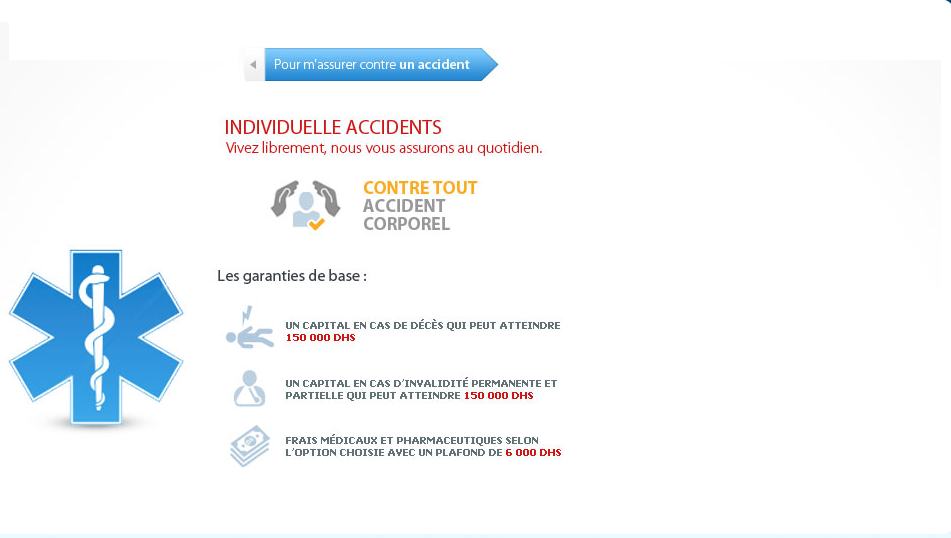 Pour m'assurer contre un accident
INDIVIDUELLE ACCIDENTS
Vivez librement, nous vous assurons au quotidien.
CONTRE TOUT
ACCIDENT
CORPOREL
Les garanties de base :
UN CAPITAL EN CAS DE DÉCÈS QUI PEUT ATTEINDRE
150 000 DHS
UN CAPITAL EN CAS D'INVALIDITÉ PERMANENTE ET
PARTIELLE QUI PEUT ATTEINDRE 150 000 DHS
FRAIS MÉDICAUX ET PHARMACEUTIQUES SELON
L'OPTION CHOISIE AVEC UN PLAFOND DE 6 000 DHS